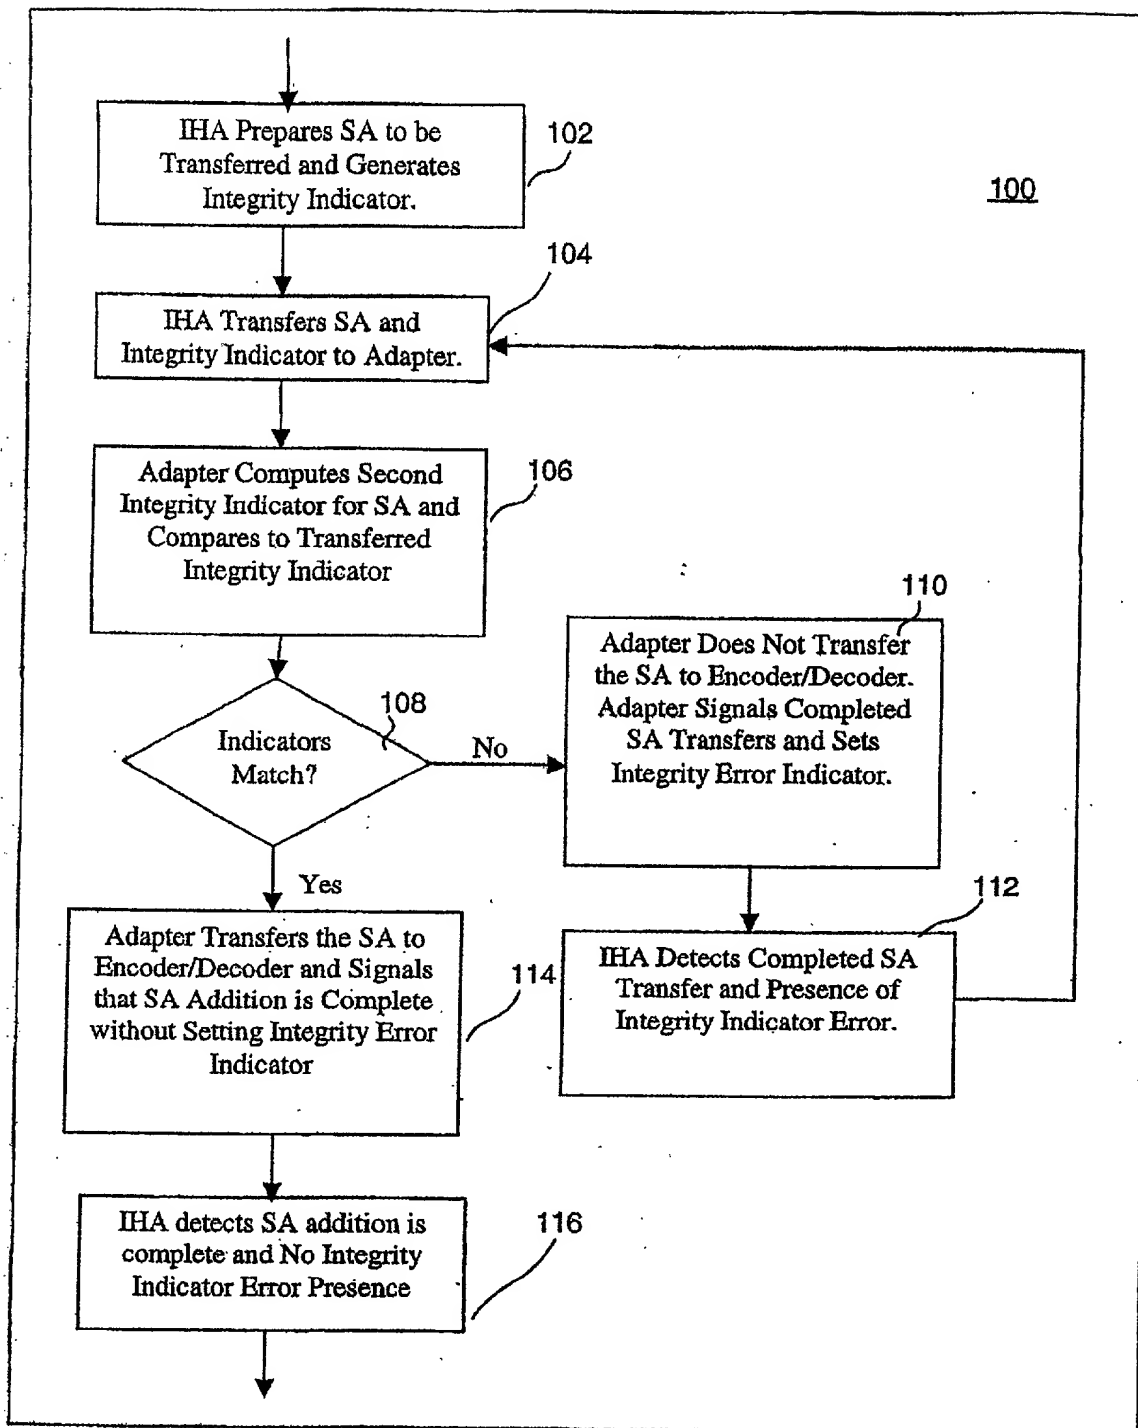 IHA Prepares SA to be
Transferred and Generates
Integrity Indicator.
102
100
104
IHA Transfers SA and
Integrity Indicator to Adapter.
Adapter Computes Second
Integrity Indicator for SA and
Compares to Transferred
Integrity Indicator
106
110
Adapter Does Not Transfer
the SA to Encoder/Decoder.
Adapter Signals Completed
SA Transfers and Sets
Integrity Error Indicator.
108
Indicators
Match?
No
Yes
112
IHA Detects Completed SA
Transfer and Presence of
Integrity Indicator Error.
Adapter Transfers the SA to
Encoder/Decoder and Signals
that SA Addition is Complete
without Setting Integrity Error
Indicator
114
IHA detects SA addition is
complete and No Integrity
Indicator Error Presence
116